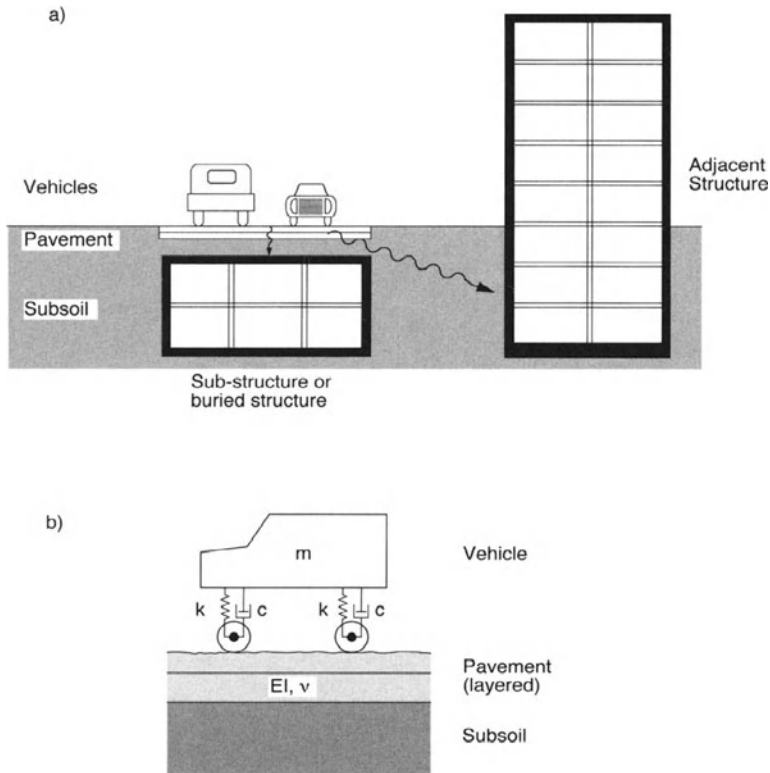 a)
Vehicles
Pavement
Subsoil
Adjacent
Structure
Sub-structure or
buried structure
b)
m
Vehicle
k c k c
Pavement
(layered)
EI, ν
Subsoil